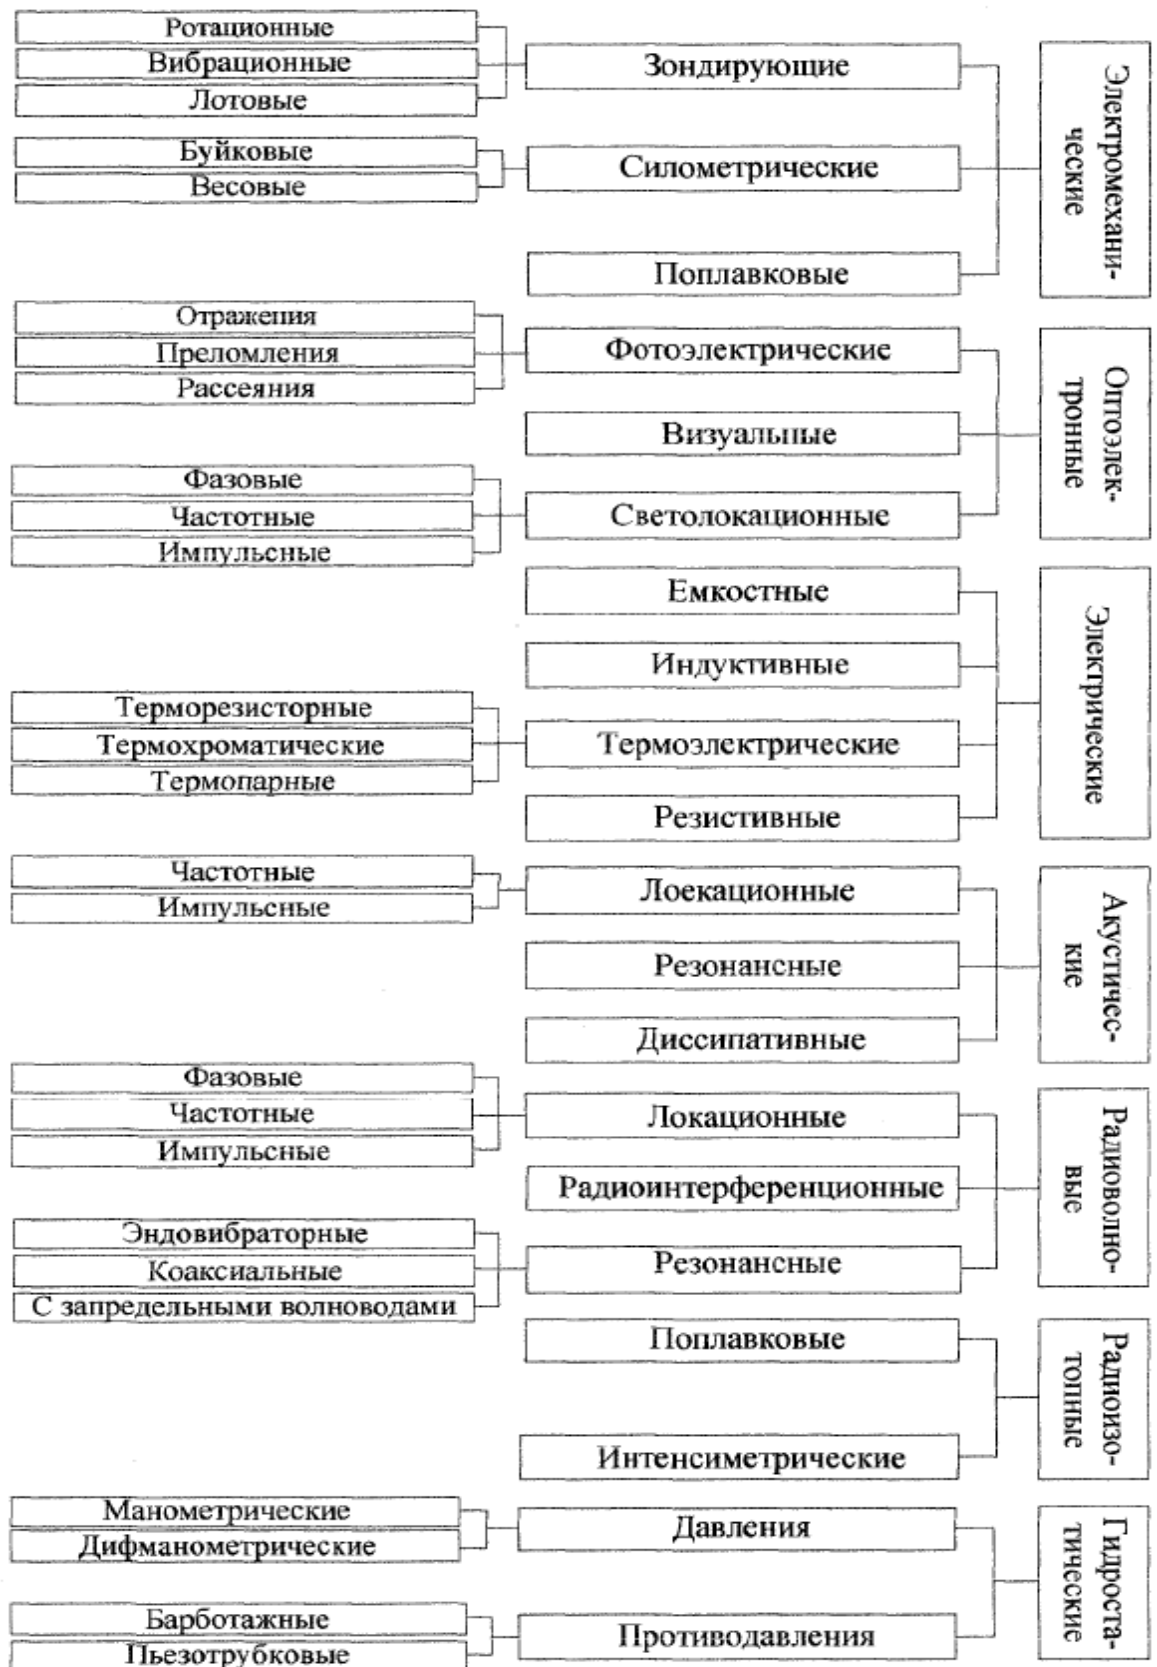 Ротационные
Вибрационные
Лотовые
Зондирующие
Буйковые
Весовые
Силометрические
Поплавковые
Электромехани-
ческие
Отражения
Преломления
Рассеяния
Фотоэлектрические
Визуальные
Фазовые
Частотные
Импульсные
Светолокационные
Оптоэлек-
тронные
Емкостные
Индуктивные
Терморезисторные
Термохроматические
Термопарные
Термоэлектрические
Резистивные
Электрические
Частотные
Импульсные
Лоекационные
Резонансные
Диссипативные
Акустичес-
кие
Фазовые
Частотные
Импульсные
Локационные
Радиоинтерференционные
Эндовибраторные
Коаксиальные
С запредельными волноводами
Резонансные
Радиоволно-
вые
Поплавковые
Интенсиметрические
Радиоизо-
топные
Манометрические
Дифманометрические
Давления
Барботажные
Пьезотрубковые
Противодавления
Гидроста-
тические